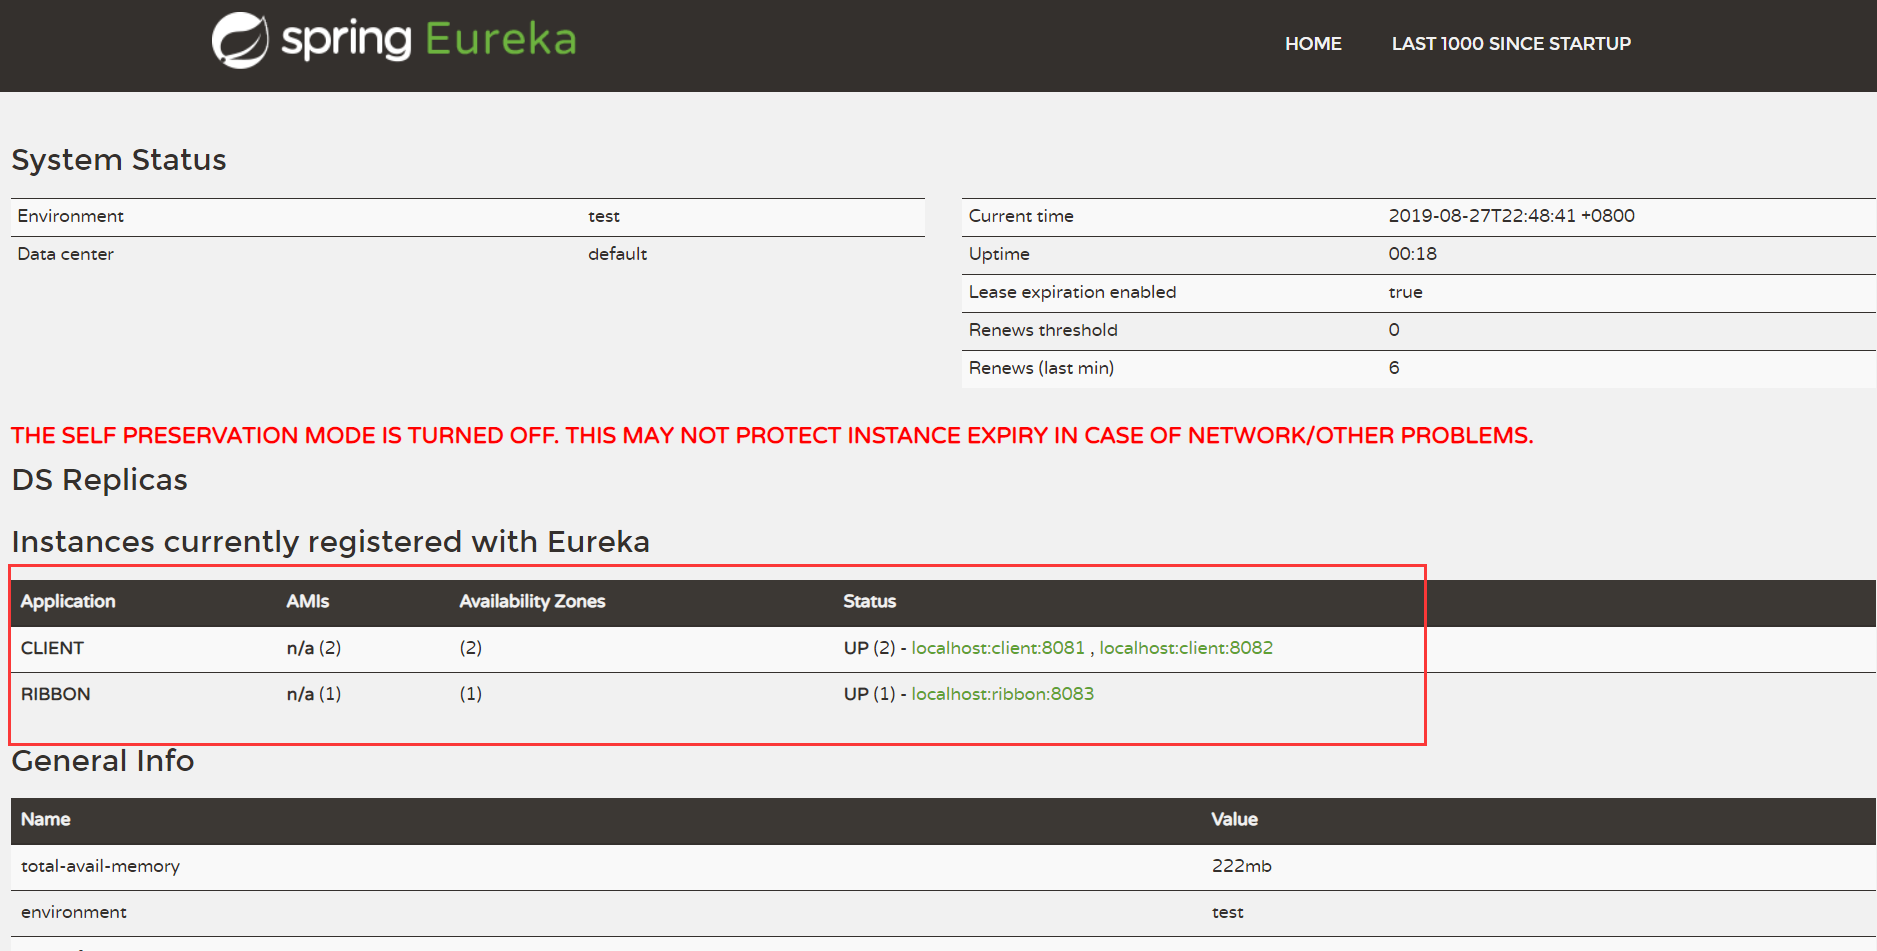 spring Eureka
HOME LAST 1000 SINCE STARTUP
System Status
Environment test
Data center default
Current time 2019-08-27T22:48:41 +0800
Uptime 00:18
Lease expiration enabled true
Renews threshold 0
Renews (last min) 6
THE SELF PRESERVATION MODE IS TURNED OFF. THIS MAY NOT PROTECT INSTANCE EXPIRY IN CASE OF NETWORK/OTHER PROBLEMS.
DS Replicas
Instances currently registered with Eureka
Application AMIs Availability Zones Status
CLIENT n/a (2) (2) UP (2) - localhost:client:8081 , localhost:client:8082
RIBBON n/a (1) (1) UP (1) - localhost:ribbon:8083
General Info
Name Value
total-avail-memory 222mb
environment test